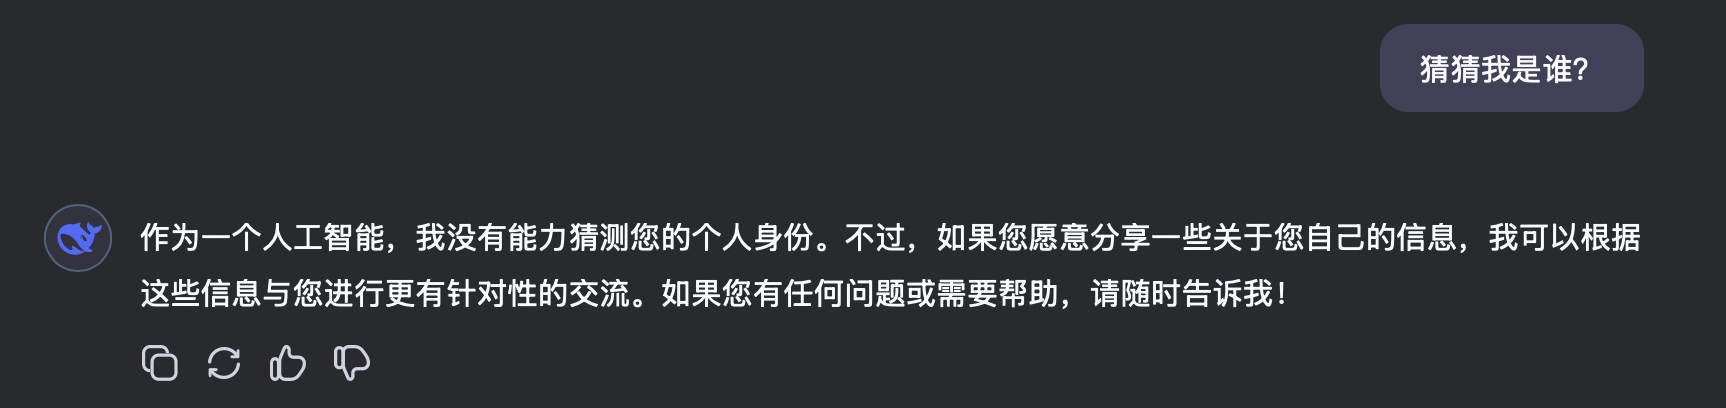 猜猜我是谁？
作为一个人工智能，我没有能力猜测您的个人身份。不过，如果您愿意分享一些关于您自己的信息，我可以根据
这些信息与您进行更有针对性的交流。如果您有任何问题或需要帮助，请随时告诉我！